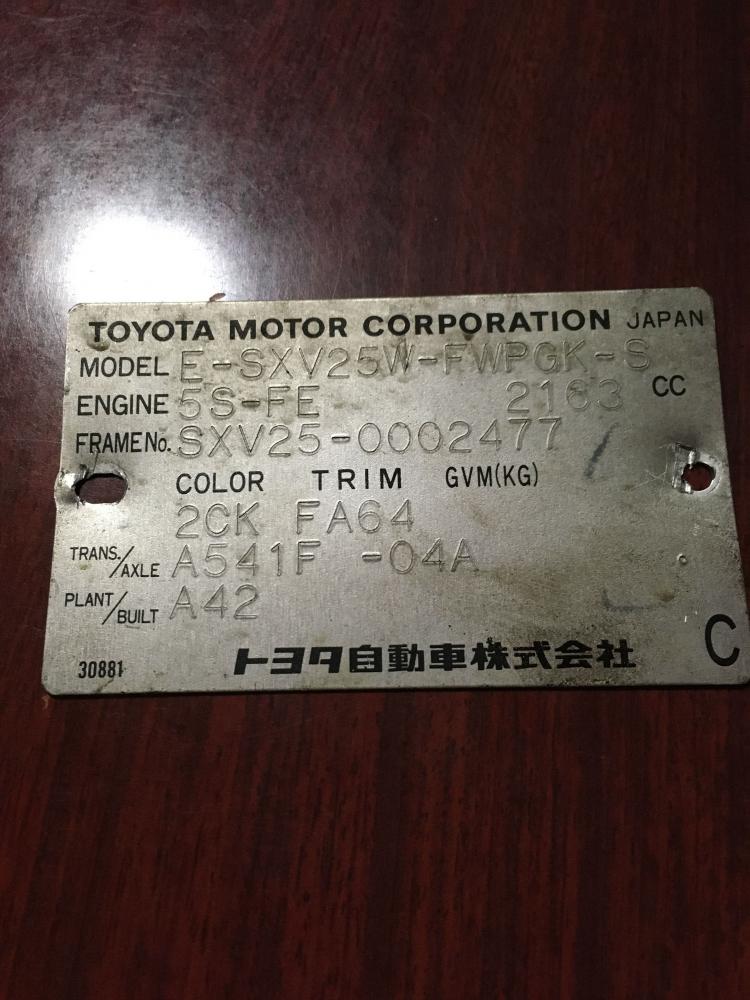 TOYOTA MOTOR CORPORATION JAPAN
MODEL E-SXV25W-FWPGK-S
ENGINE 5S-FE 2163 CC
FRAME No. SXV25-0002477
COLOR TRIM GVM(KG)
2CK FA64
TRANS./AXLE A541F -04A
PLANT/BUILT A42
30881 トヨタ自動車株式会社 C